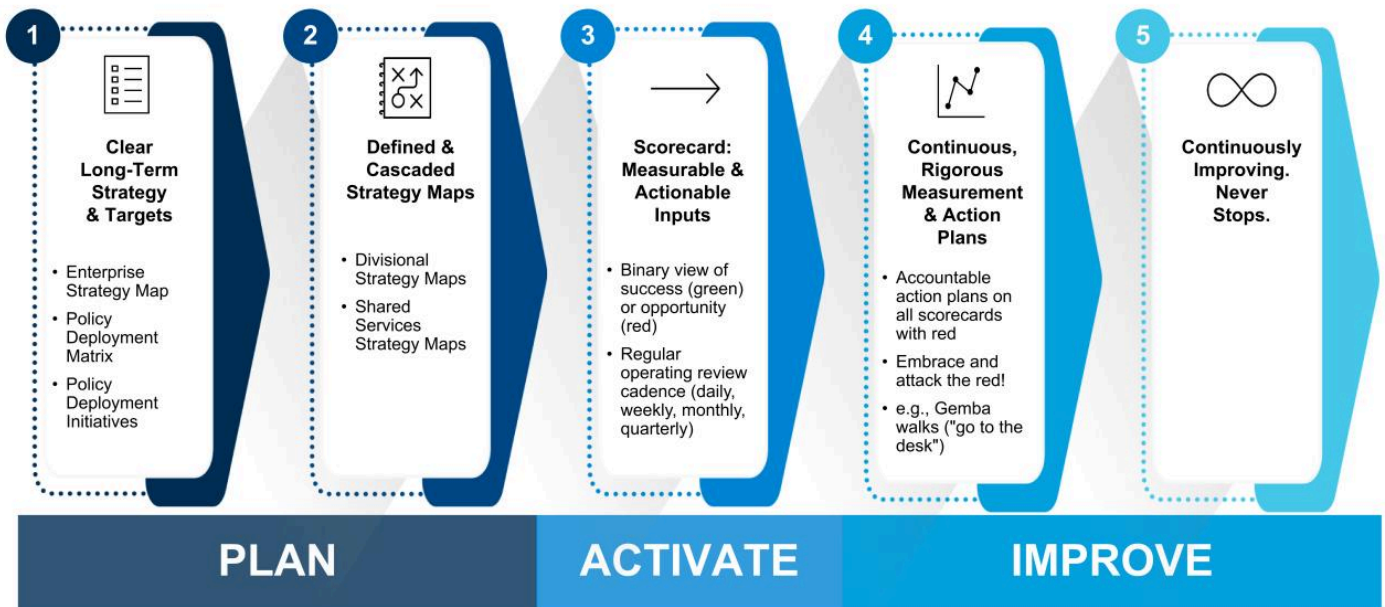 1
Clear
Long-Term
Strategy
& Targets
• Enterprise
Strategy Map
• Policy
Deployment
Matrix
• Policy
Deployment
Initiatives
2
Defined &
Cascaded
Strategy Maps
• Divisional
Strategy Maps
• Shared
Services
Strategy Maps
3
Scorecard:
Measurable &
Actionable
Inputs
• Binary view of
success (green)
or opportunity
(red)
• Regular
operating review
cadence (daily,
weekly, monthly,
quarterly)
4
Continuous,
Rigorous
Measurement
& Action
Plans
• Accountable
action plans on
all scorecards
with red
• Embrace and
attack the red!
• e.g., Gemba
walks ("go to the
desk")
5
Continuously
Improving.
Never
Stops.
PLAN
ACTIVATE
IMPROVE